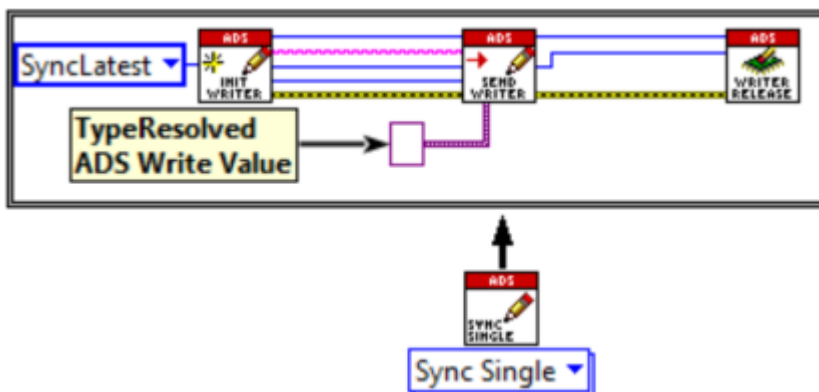 ADS
ADS
ADS
SyncLatest
INIT
WRITER
SEND
WRITER
WRITER
RELEASE
TypeResolved
ADS Write Value
ADS
SYNC
SINGLE
Sync Single